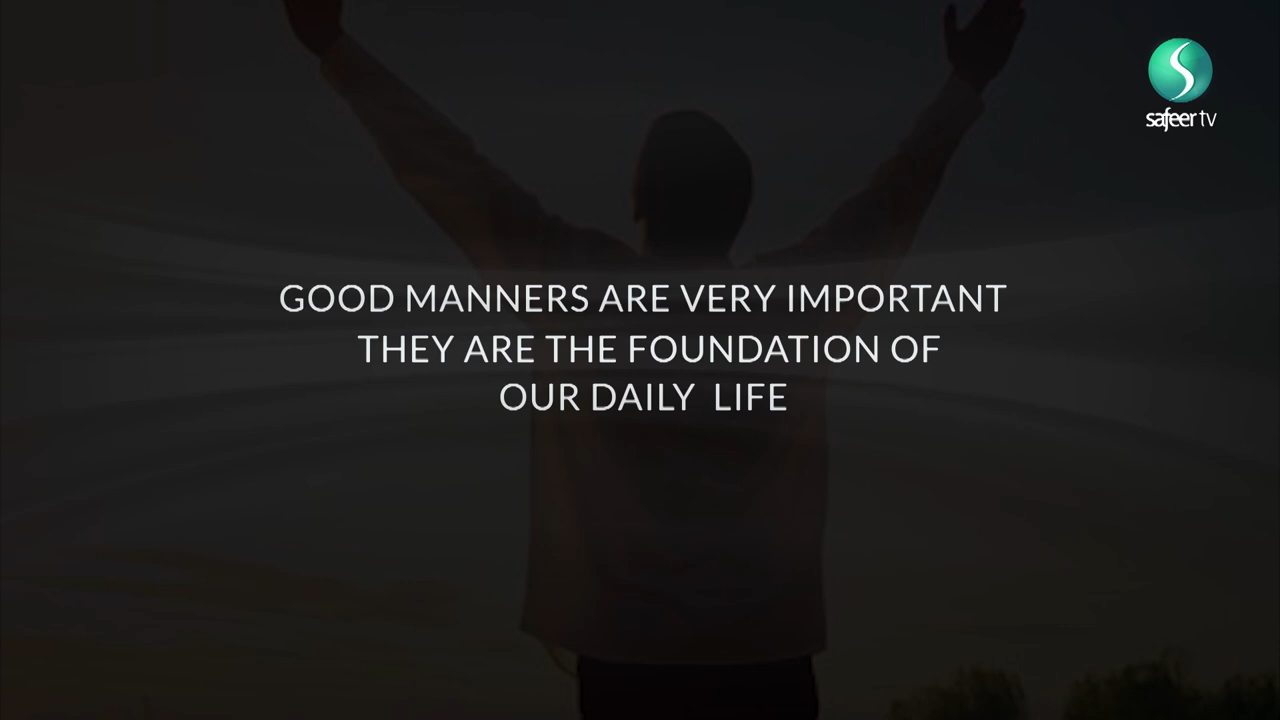 safeer tv
GOOD MANNERS ARE VERY IMPORTANT
THEY ARE THE FOUNDATION OF
OUR DAILY LIFE